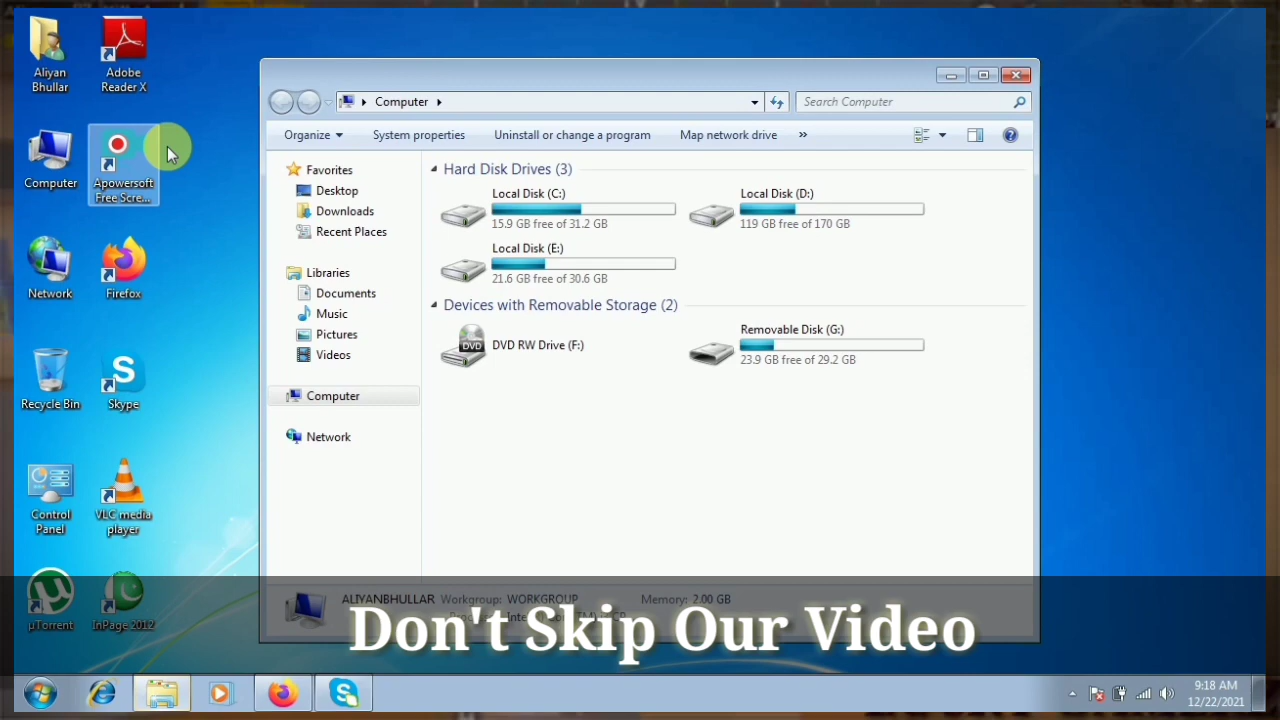 Aliyan
Bhullar
Adobe
Reader X
Computer
Apowersoft
Free Scre...
Network
Firefox
Recycle Bin
Skype
Control
Panel
VLC media
player
µTorrent
InPage 2012
Computer
Search Computer
Organize
System properties
Uninstall or change a program
Map network drive
»
Favorites
Desktop
Downloads
Recent Places
Libraries
Documents
Music
Pictures
Videos
Computer
Network
Hard Disk Drives (3)
Local Disk (C:)
15.9 GB free of 31.2 GB
Local Disk (D:)
119 GB free of 170 GB
Local Disk (E:)
21.6 GB free of 30.6 GB
Devices with Removable Storage (2)
DVD
DVD RW Drive (F:)
Removable Disk (G:)
23.9 GB free of 29.2 GB
ALIYANBHULLAR Workgroup: WORKGROUP Memory: 2.00 GB
Don't Skip Our Video
9:18 AM
12/22/2021